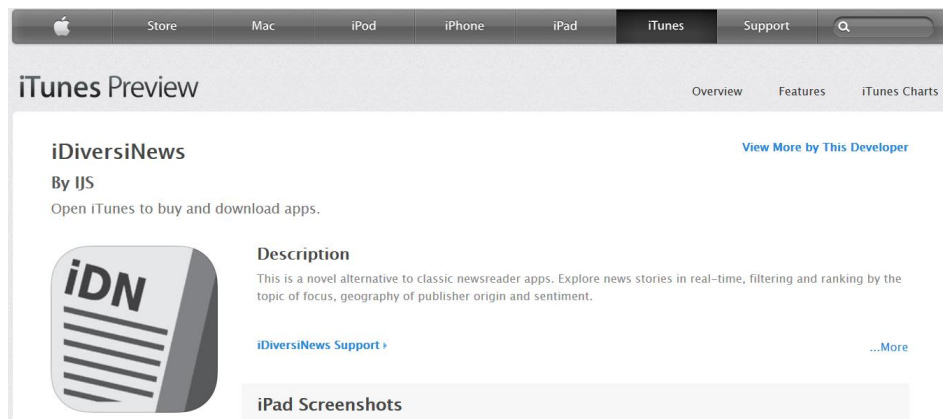 Store Mac iPod iPhone iPad iTunes Support
iTunes Preview
Overview Features iTunes Charts
iDiversiNews
View More by This Developer
By IJS
Open iTunes to buy and download apps.
iDN
Description
This is a novel alternative to classic newsreader apps. Explore news stories in real-time, filtering and ranking by the
topic of focus, geography of publisher origin and sentiment.
iDiversiNews Support
...More
iPad Screenshots